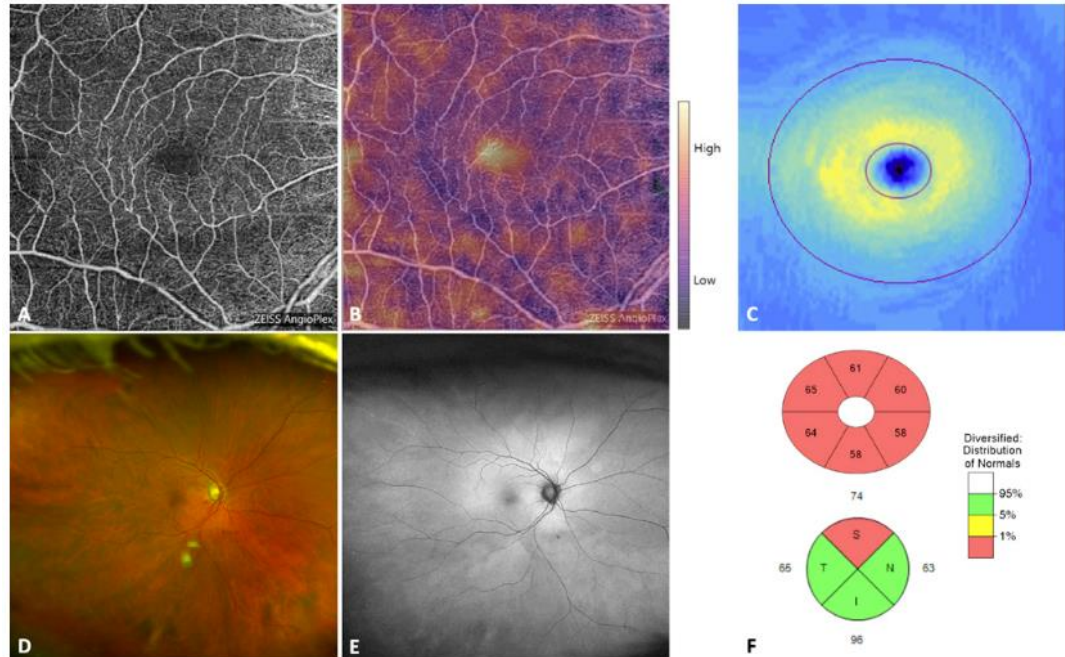 A
ZEISS AngioPlex
B
ZEISS AngioPlex
High
Low
C
D
E
61
65
60
64
58
58
74
S
65
T
N
63
I
96
Diversified:
Distribution
of Normals
95%
5%
1%
F